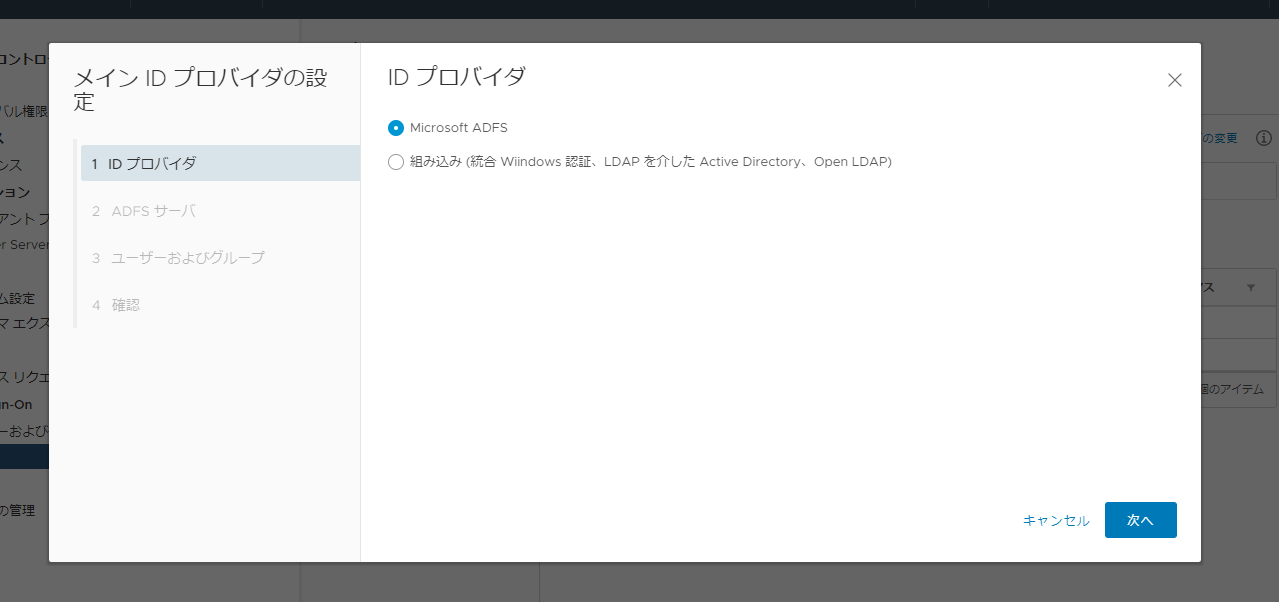 コントロ
バル権限
ス
ンス
ション
アント プ
er Server
ム設定
マ エクス
ス リクエ
n-On
ーおよび
の管理
メイン ID プロバイダの設
定
1 ID プロバイダ
2 ADFS サーバ
3 ユーザーおよびグループ
4 確認
ID プロバイダ
Microsoft ADFS
組み込み (統合 Wiindows 認証、LDAP を介した Active Directory、Open LDAP)
キャンセル 次へ
の変更
ス
個のアイテム